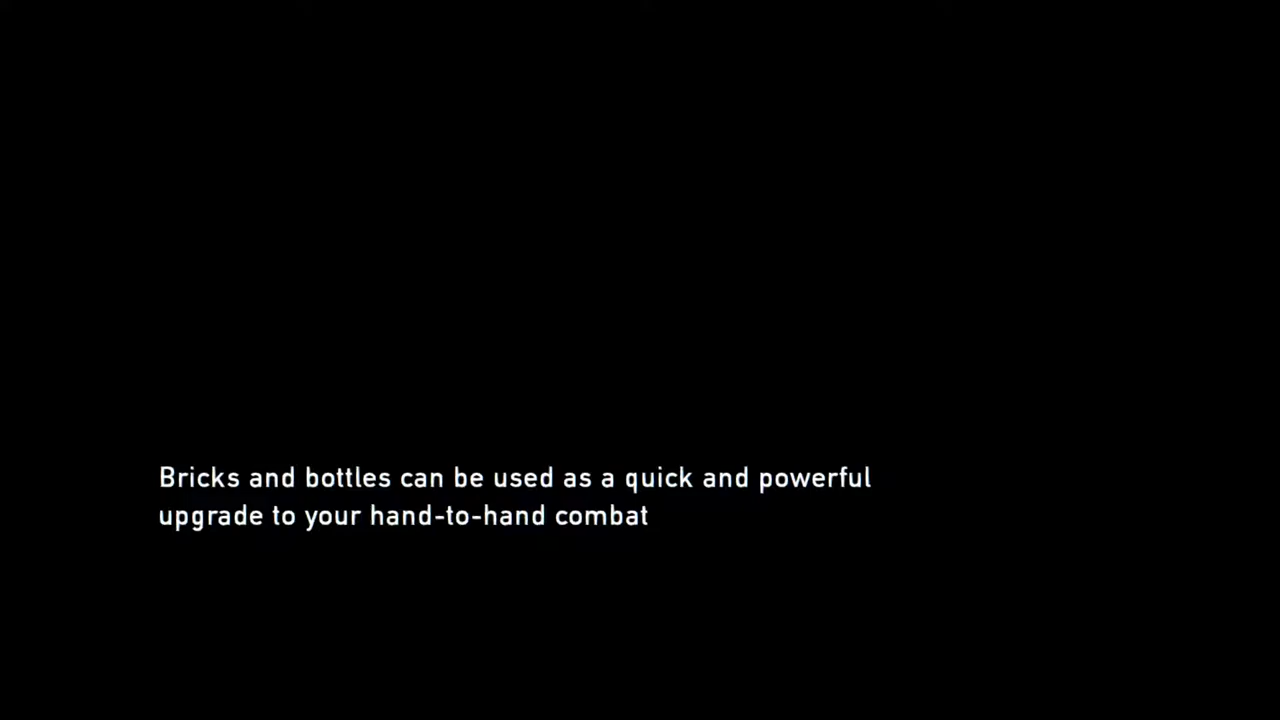 Bricks and bottles can be used as a quick and powerful
upgrade to your hand-to-hand combat